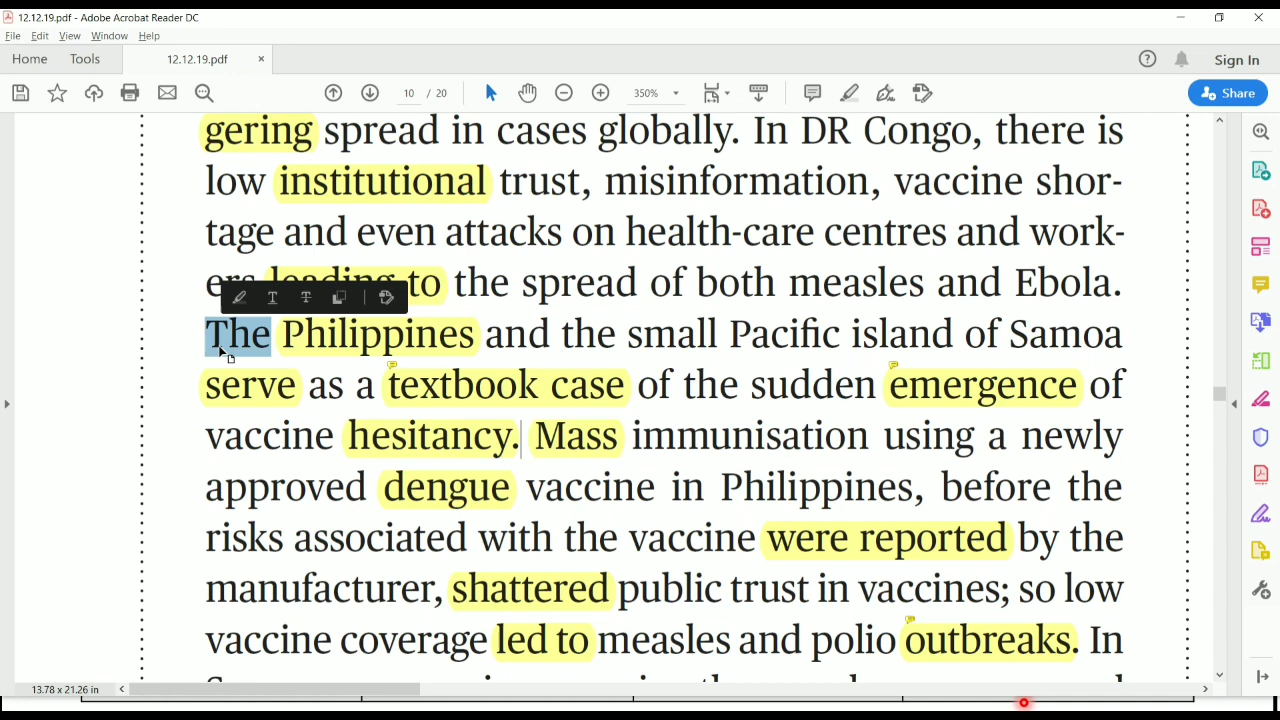 12.12.19.pdf - Adobe Acrobat Reader DC
File Edit View Window Help
Home Tools 12.12.19.pdf × Sign In
10 / 20 350% Share
gering spread in cases globally. In DR Congo, there is
low institutional trust, misinformation, vaccine shor-
tage and even attacks on health-care centres and work-
ers leading to the spread of both measles and Ebola.
The Philippines and the small Pacific island of Samoa
serve as a textbook case of the sudden emergence of
vaccine hesitancy. Mass immunisation using a newly
approved dengue vaccine in Philippines, before the
risks associated with the vaccine were reported by the
manufacturer, shattered public trust in vaccines; so low
vaccine coverage led to measles and polio outbreaks. In
13.78 x 21.26 in